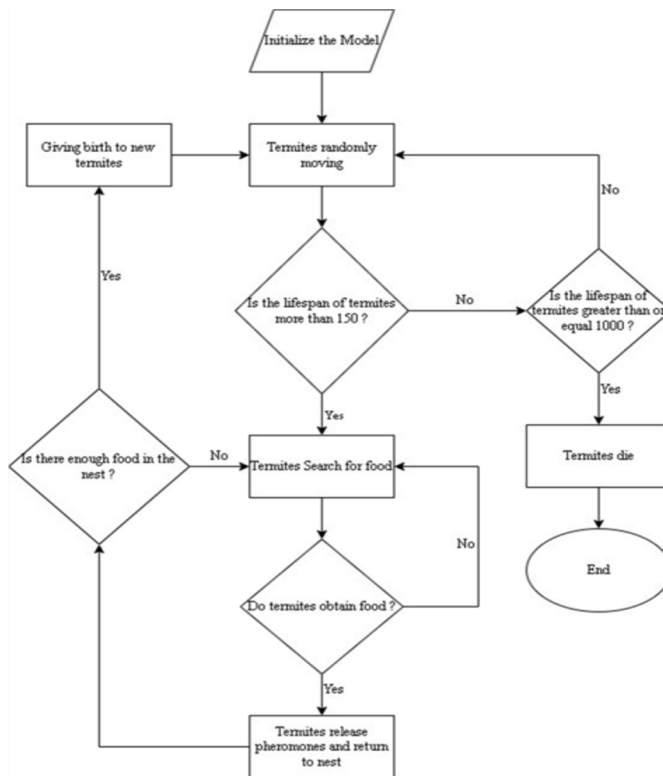 Initialize the Model
Giving birth to new
termites
Termites randomly
moving
No
Yes
Is the lifespan of termites
more than 150 ?
No
Is the lifespan of
termites greater than or
equal 1000 ?
Yes
Yes
Is there enough food in the
nest ?
No
Termites Search for food
Termites die
No
End
Do termites obtain food ?
Yes
Termites release
pheromones and return
to nest